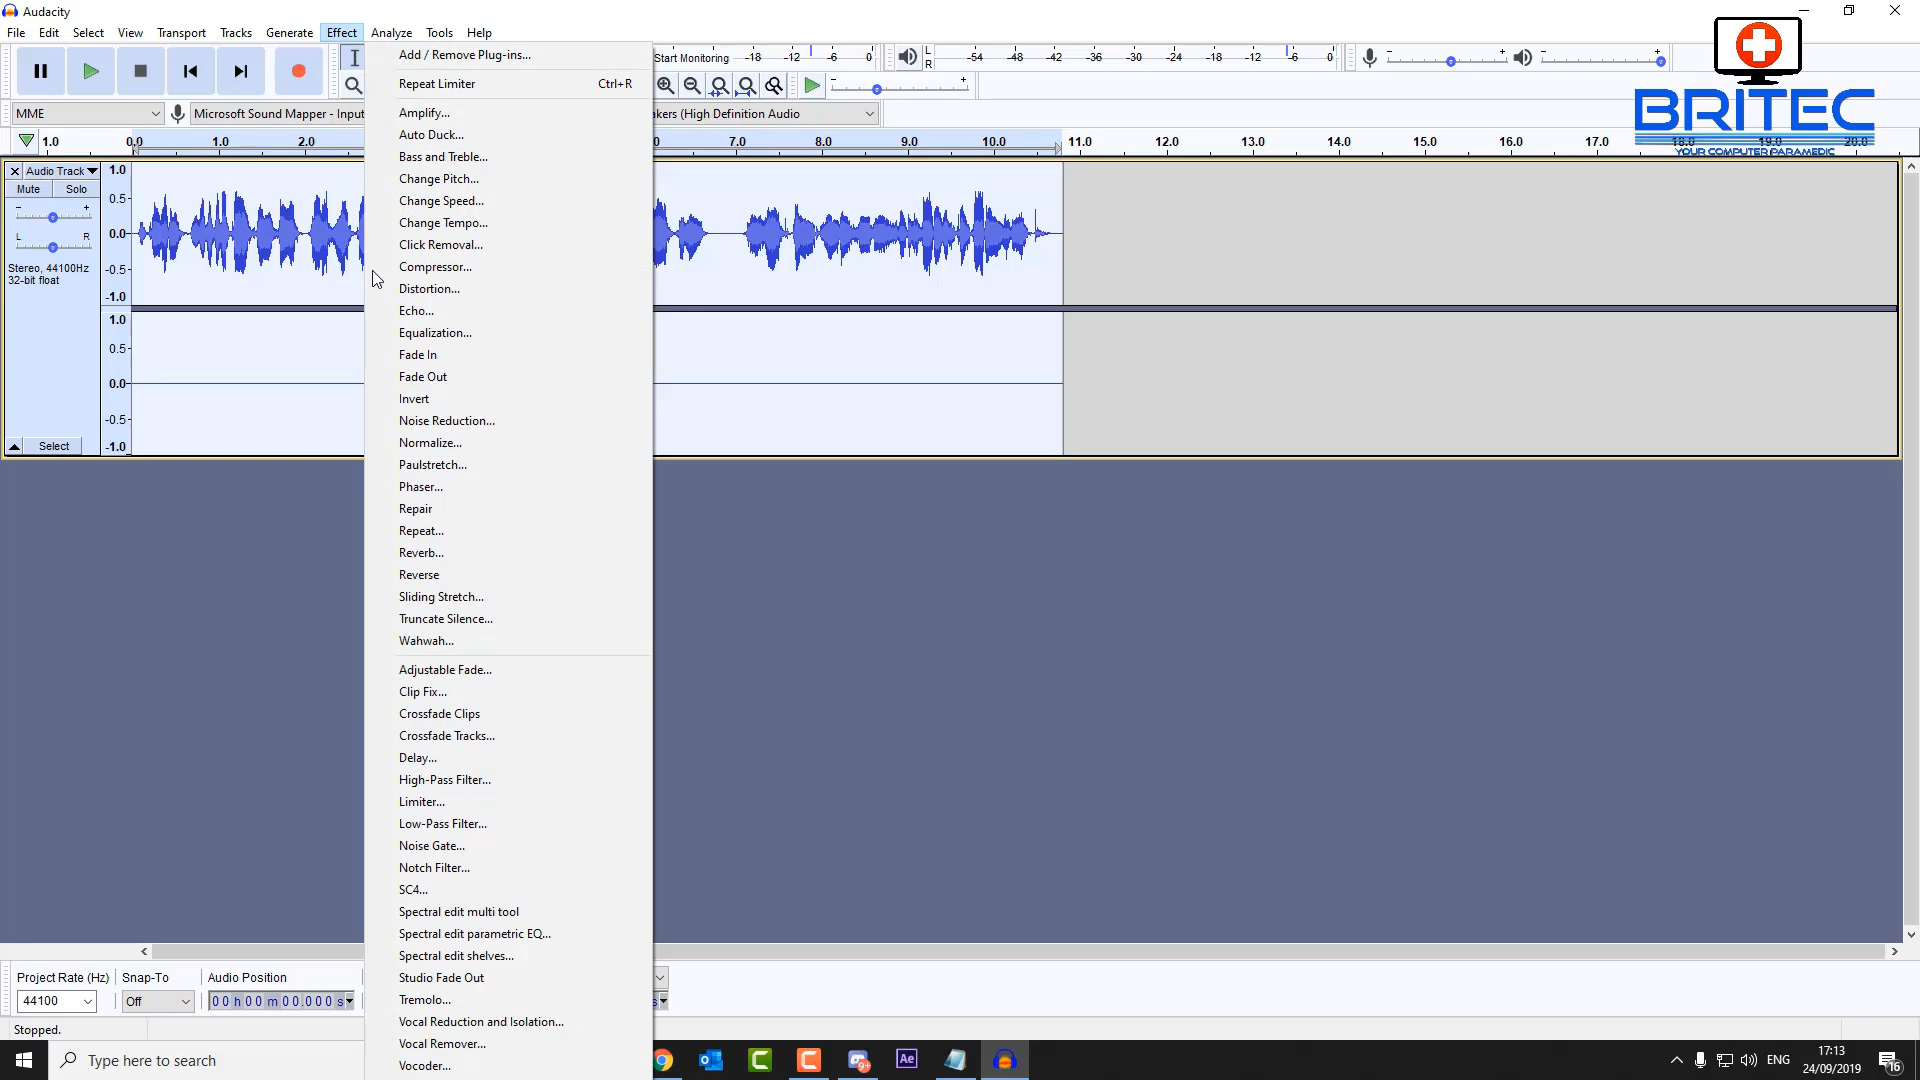 Audacity
File Edit Select View Transport Tracks Generate Effect Analyze Tools Help
Start Monitoring -18 -12 -6 0 L R -54 -48 -42 -36 -30 -24 -18 -12 -6 0
MME Microsoft Sound Mapper - Input akers (High Definition Audio
1.0 0.0 1.0 2.0 7.0 8.0 9.0 10.0 11.0 12.0 13.0 14.0 15.0 16.0 17.0 18.0 19.0 20.0
BRITEC
YOUR COMPUTER PARAMEDIC
Audio Track
Mute Solo
L R
Stereo, 44100Hz
32-bit float
Select
1.0
0.5
0.0
-0.5
-1.0
1.0
0.5
0.0
-0.5
-1.0
Add / Remove Plug-ins...
Repeat Limiter Ctrl+R
Amplify...
Auto Duck...
Bass and Treble...
Change Pitch...
Change Speed...
Change Tempo...
Click Removal...
Compressor...
Distortion...
Echo...
Equalization...
Fade In
Fade Out
Invert
Noise Reduction...
Normalize...
Paulstretch...
Phaser...
Repair
Repeat...
Reverb...
Reverse
Sliding Stretch...
Truncate Silence...
Wahwah...
Adjustable Fade...
Clip Fix...
Crossfade Clips
Crossfade Tracks...
Delay...
High-Pass Filter...
Limiter...
Low-Pass Filter...
Noise Gate...
Notch Filter...
SC4...
Spectral edit multi tool
Spectral edit parametric EQ...
Spectral edit shelves...
Studio Fade Out
Tremolo...
Vocal Reduction and Isolation...
Vocal Remover...
Vocoder...
Project Rate (Hz) Snap-To Audio Position
44100 Off 00 h 00 m 00.000 s
Stopped.
Type here to search
Ae
ENG 17:13
24/09/2019
16